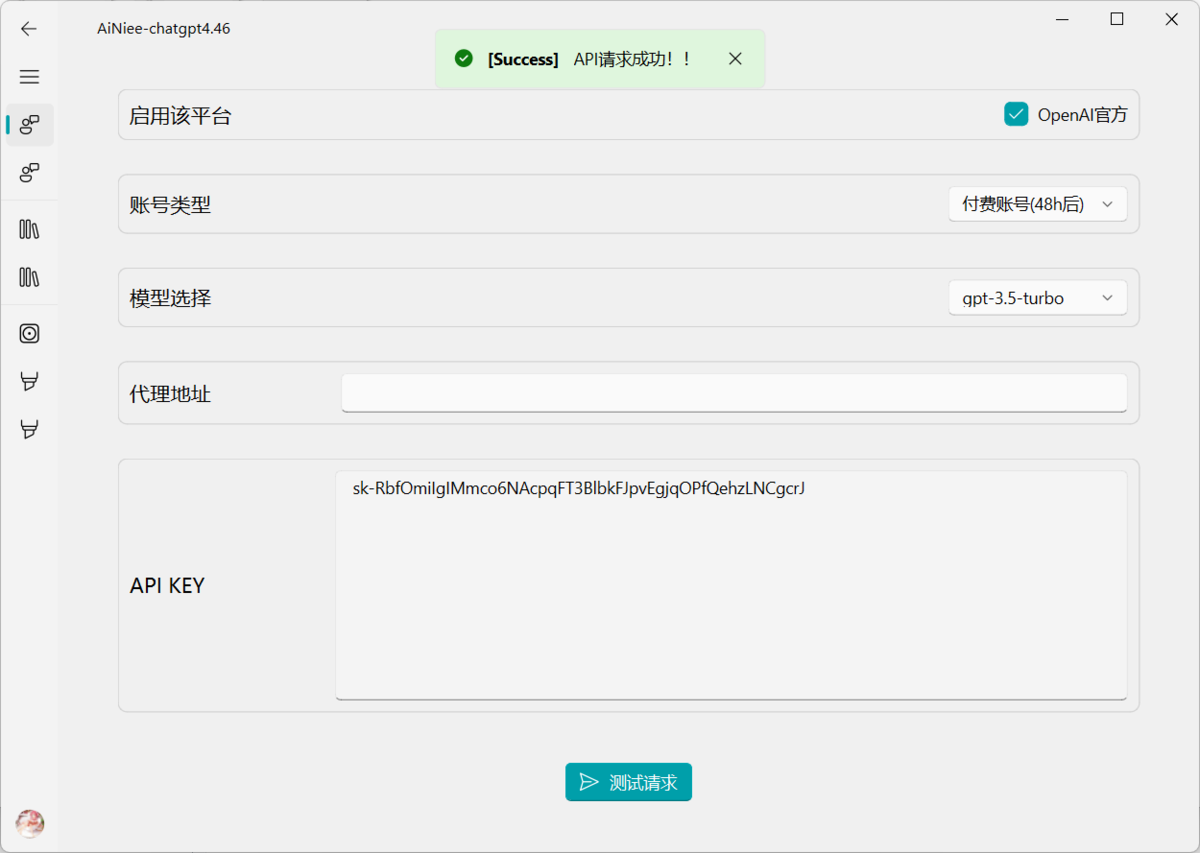 AiNiee-chatgpt4.46
[Success] API请求成功！！
启用该平台
OpenAI官方
账号类型
付费账号(48h后)
模型选择
gpt-3.5-turbo
代理地址
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
API KEY
测试请求